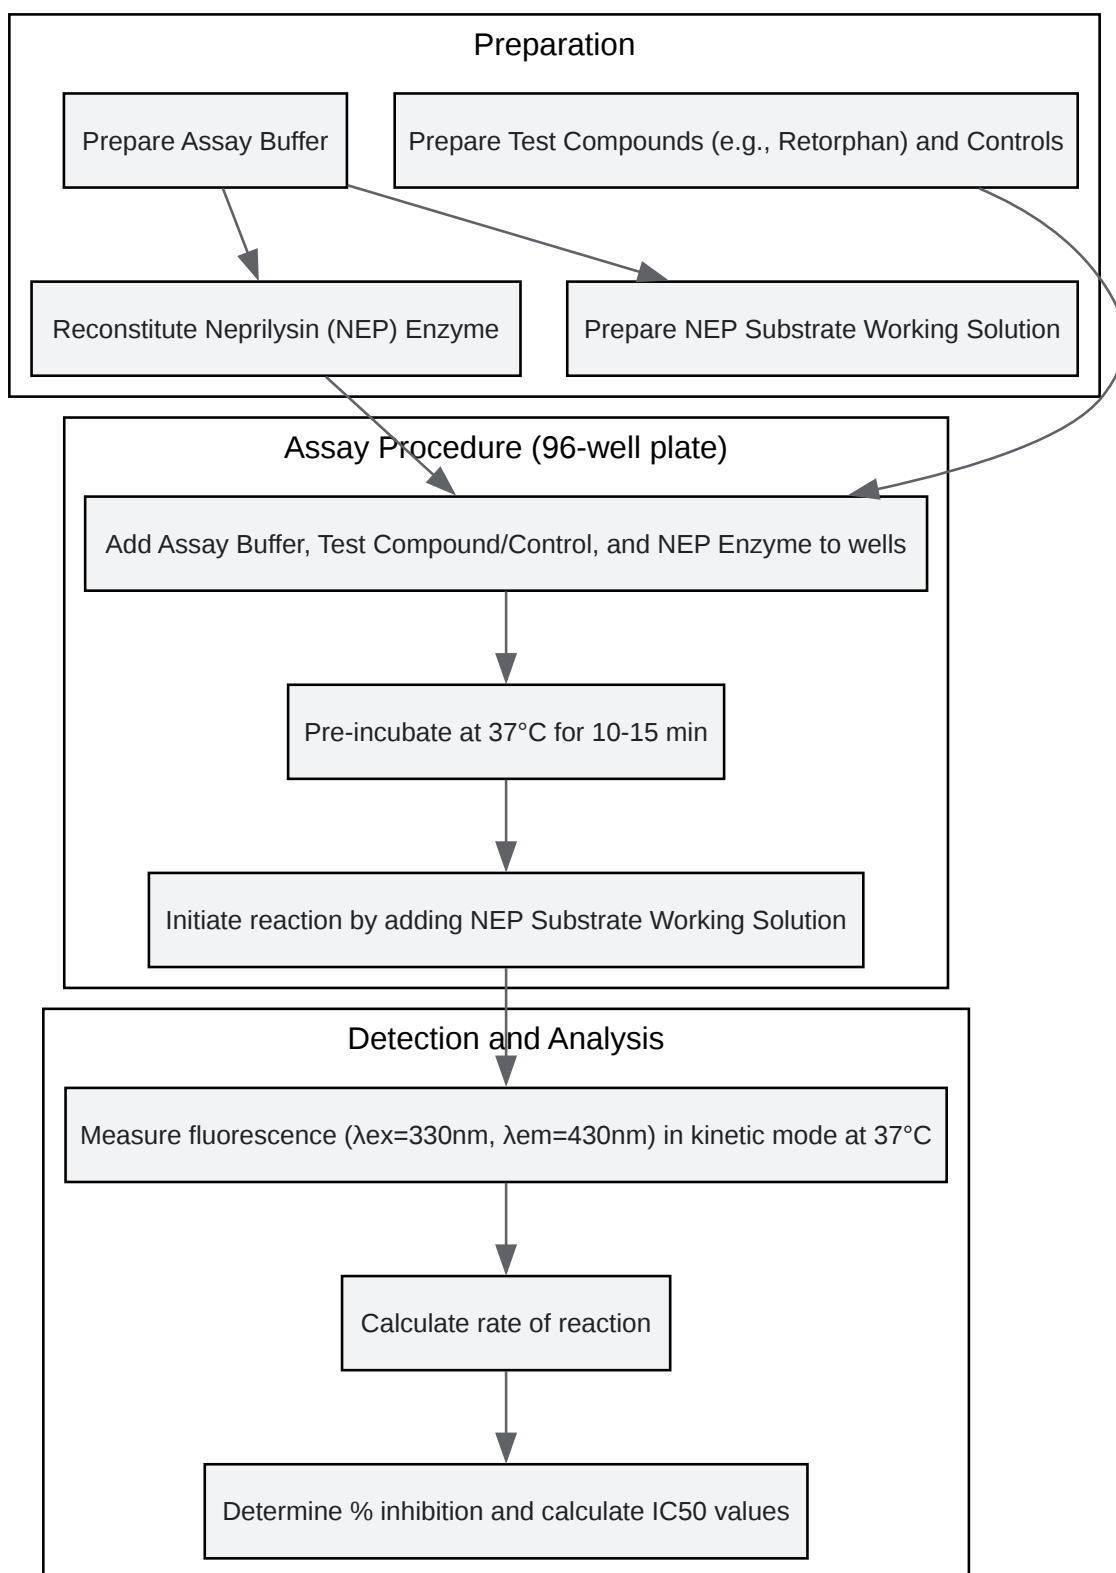 Preparation
Prepare Assay Buffer
Prepare Test Compounds (e.g., Retorphan) and Controls
Reconstitute Neprilysin (NEP) Enzyme
Prepare NEP Substrate Working Solution
Assay Procedure (96-well plate)
Add Assay Buffer, Test Compound/Control, and NEP Enzyme to wells
Pre-incubate at 37°C for 10-15 min
Initiate reaction by adding NEP Substrate Working Solution
Detection and Analysis
Measure fluorescence (λex=330nm, λem=430nm) in kinetic mode at 37°C
Calculate rate of reaction
Determine % inhibition and calculate IC50 values